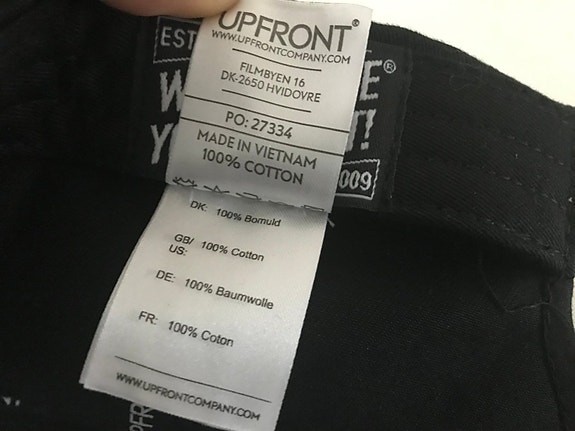 UPFRONT®
WWW.UPFRONTCOMPANY.COM
FILMBYEN 16
DK-2650 HVIDOVRE
PO: 27334
MADE IN VIETNAM
100% COTTON
DK: 100% Bomuld
GB/ US: 100% Cotton
DE: 100% Baumwolle
FR: 100% Coton
WWW.UPFRONTCOMPANY.COM
EST